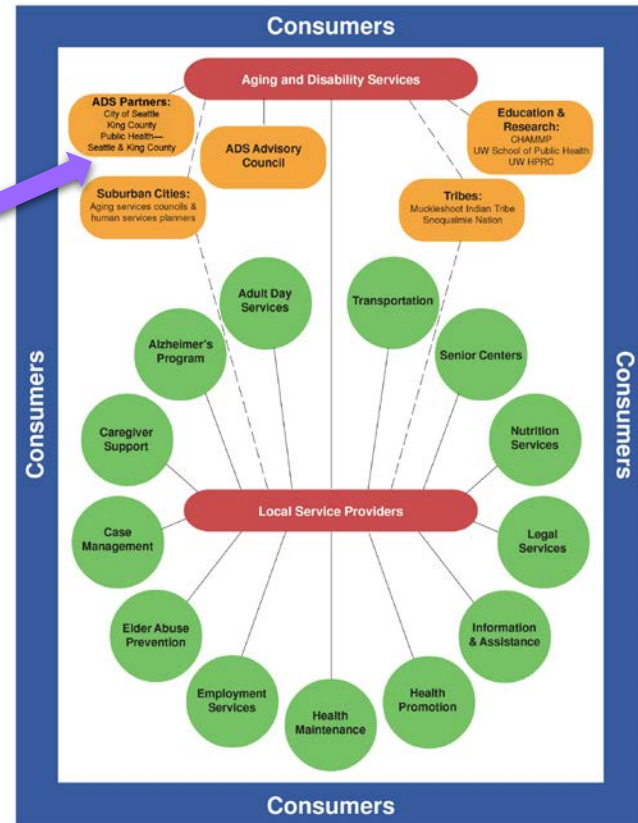 Consumers
Aging and Disability Services
ADS Partners:
City of Seattle
King County
Public Health—
Seattle & King County
ADS Advisory
Council
Education &
Research:
CHAMMP
UW School of Public Health
UW HPRC
Suburban Cities:
Aging services councils &
human services planners
Tribes:
Muckleshoot Indian Tribe
Snoqualmie Nation
Adult Day
Services
Transportation
Alzheimer's
Program
Senior Centers
Caregiver
Support
Nutrition
Services
Consumers
Consumers
Local Service Providers
Case
Management
Legal
Services
Elder Abuse
Prevention
Information
& Assistance
Employment
Services
Health
Maintenance
Health
Promotion
Consumers